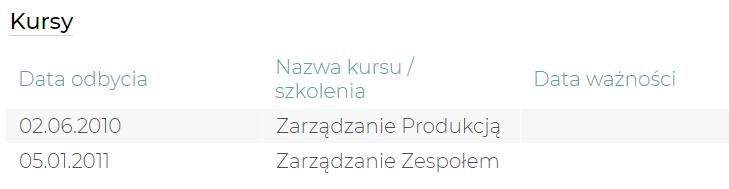 Kursy
Data odbycia Nazwa kursu / szkolenia Data ważności
02.06.2010 Zarządzanie Produkcją
05.01.2011 Zarządzanie Zespołem